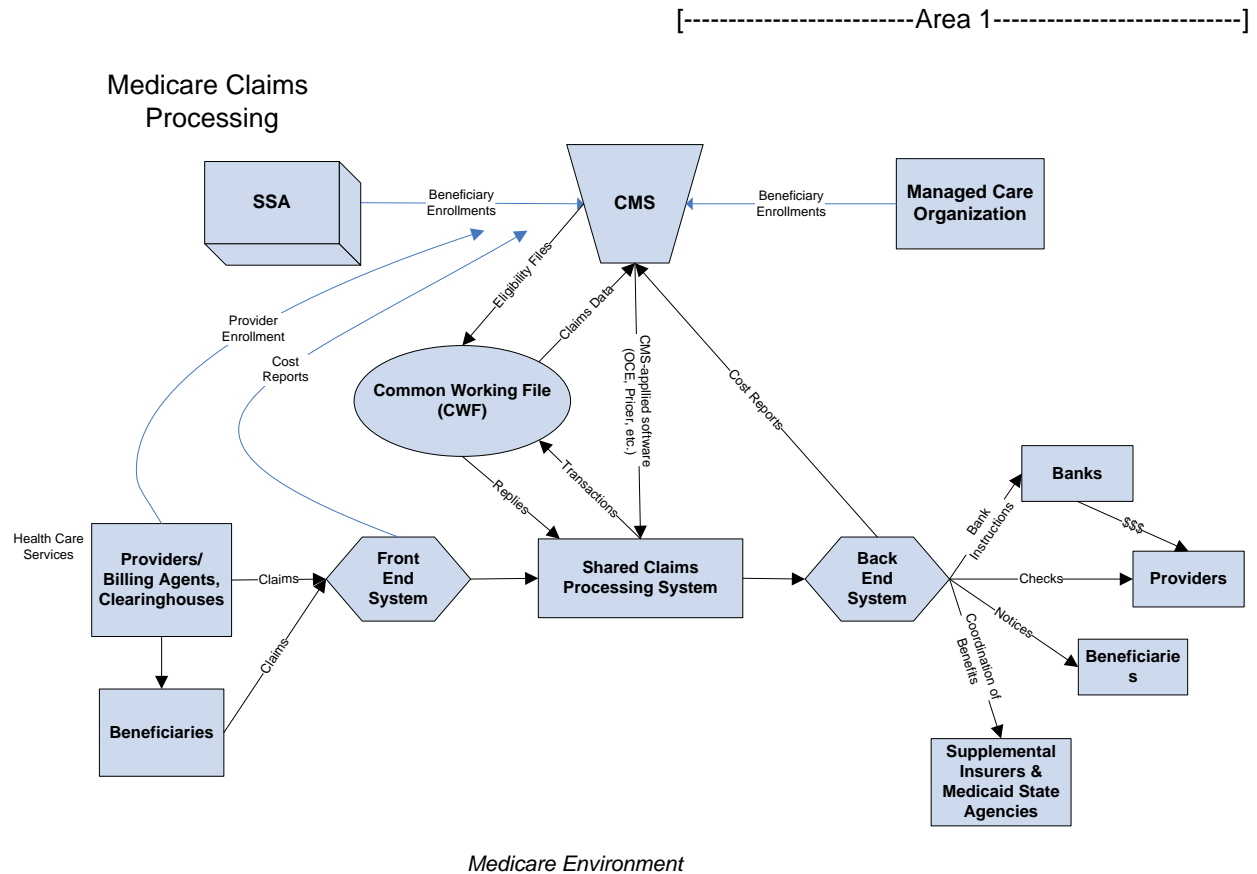 [-------------------------Area 1---------------------------]
Medicare Claims
Processing
SSA
Beneficiary
Enrollments
CMS
Beneficiary
Enrollments
Managed Care
Organization
Eligibility Files
Claims Data
CMS-appllied software
(OCE, Pricer, etc.)
Cost Reports
Provider
Enrollment
Cost
Reports
Common Working File
(CWF)
Replies
Transactions
Health Care
Services
Providers/
Billing Agents,
Clearinghouses
Claims
Front
End
System
Shared Claims
Processing System
Back
End
System
Bank
Instructions
Banks
$$$
Checks
Providers
Notices
Beneficiarie
s
Coordination of
Benefits
Claims
Beneficiaries
Supplemental
Insurers &
Medicaid State
Agencies
Medicare Environment